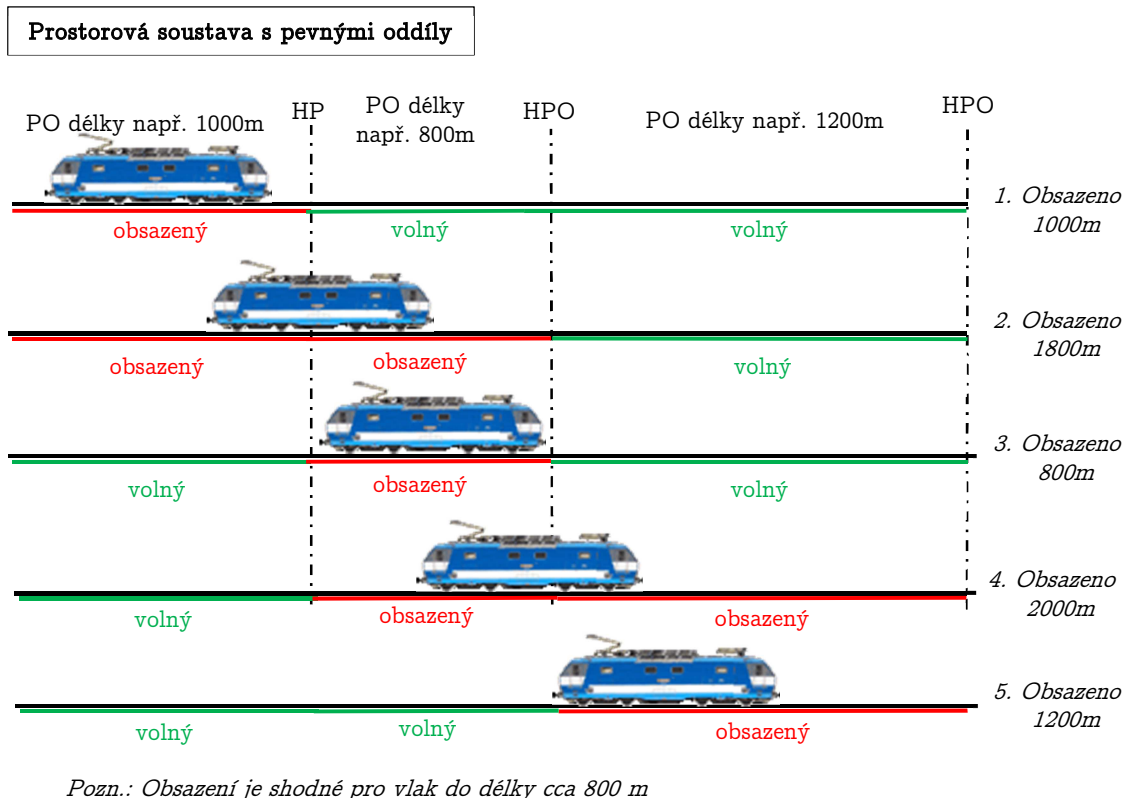 Prostorová soustava s pevnými oddíly
PO délky např. 1000m
HP
PO délky
např. 800m
HPO
PO délky např. 1200m
HPO
1. Obsazeno
1000m
obsazený
volný
volný
2. Obsazeno
1800m
obsazený
obsazený
volný
3. Obsazeno
800m
volný
obsazený
volný
4. Obsazeno
2000m
volný
obsazený
obsazený
5. Obsazeno
1200m
volný
volný
obsazený
Pozn.: Obsazení je shodné pro vlak do délky cca 800 m